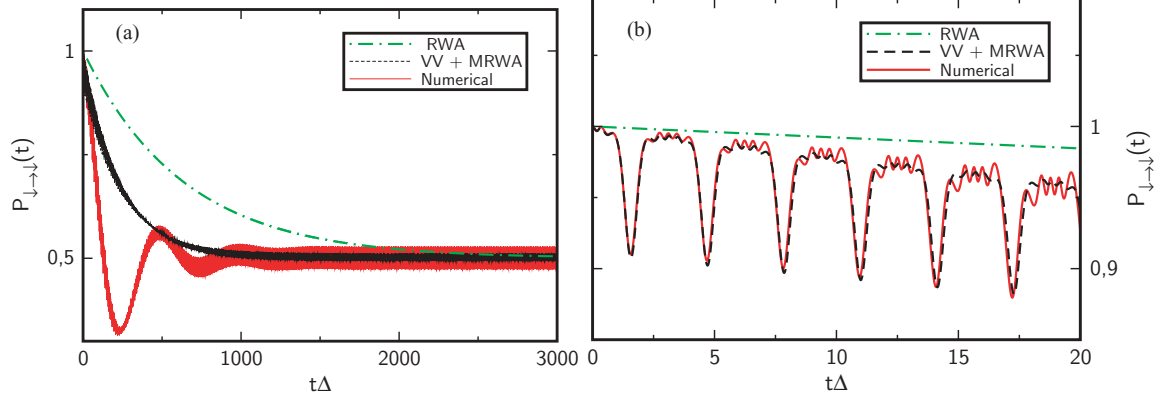 (a)
RWA
VV + MRWA
Numerical
1
0,5
P↓→↓(t)
0
1000
2000
3000
tΔ
(b)
RWA
VV + MRWA
Numerical
1
0,9
P↓→↓(t)
0
5
10
15
20
tΔ